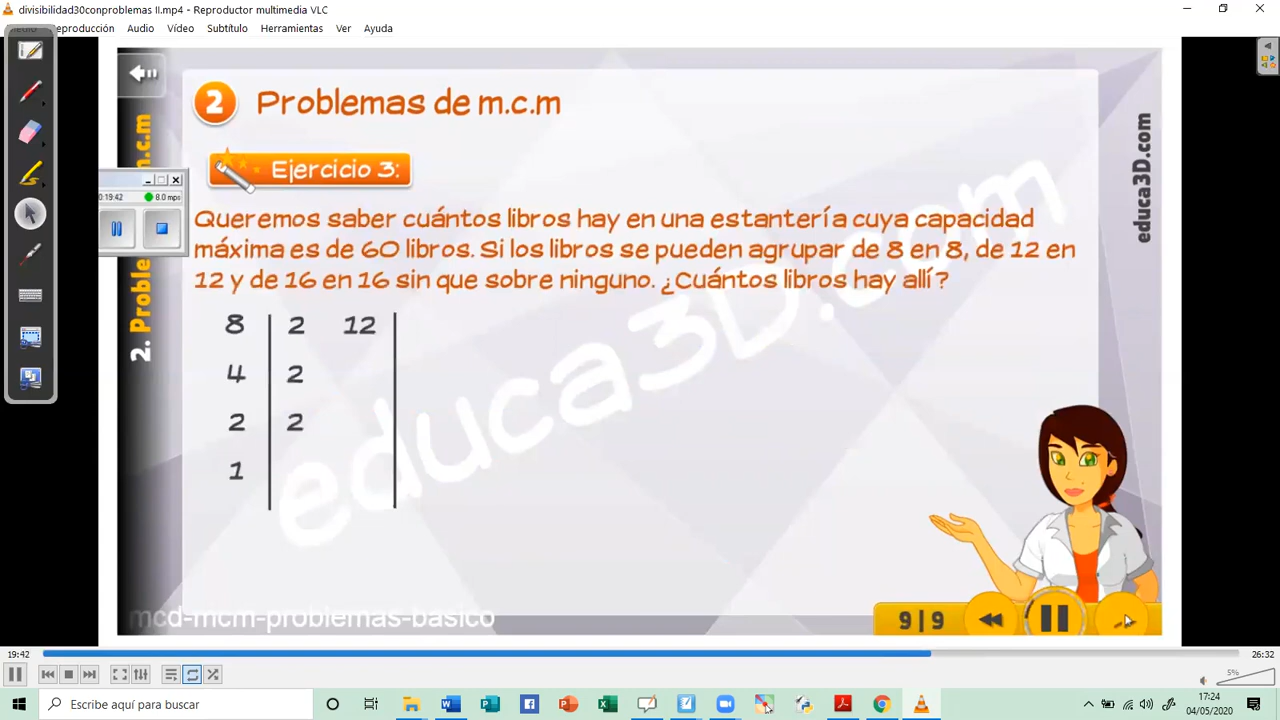 divisibilidad30conproblemas II.mp4 - Reproductor multimedia VLC
Medio Reproducción Audio Vídeo Subtítulo Herramientas Ver Ayuda
2 Problemas de m.c.m
Ejercicio 3:
Queremos saber cuántos libros hay en una estantería cuya capacidad
máxima es de 60 libros. Si los libros se pueden agrupar de 8 en 8, de 12 en
12 y de 16 en 16 sin que sobre ninguno. ¿Cuántos libros hay allí?
8 2 12
4 2
2 2
1
2. Proble m.c.m
0:19:42 8.0 mps
educa3D.com
educa3D.com
mcd-mcm-problemas-basico
9|9
19:42 26:32
5%
Escribe aquí para buscar
17:24
04/05/2020